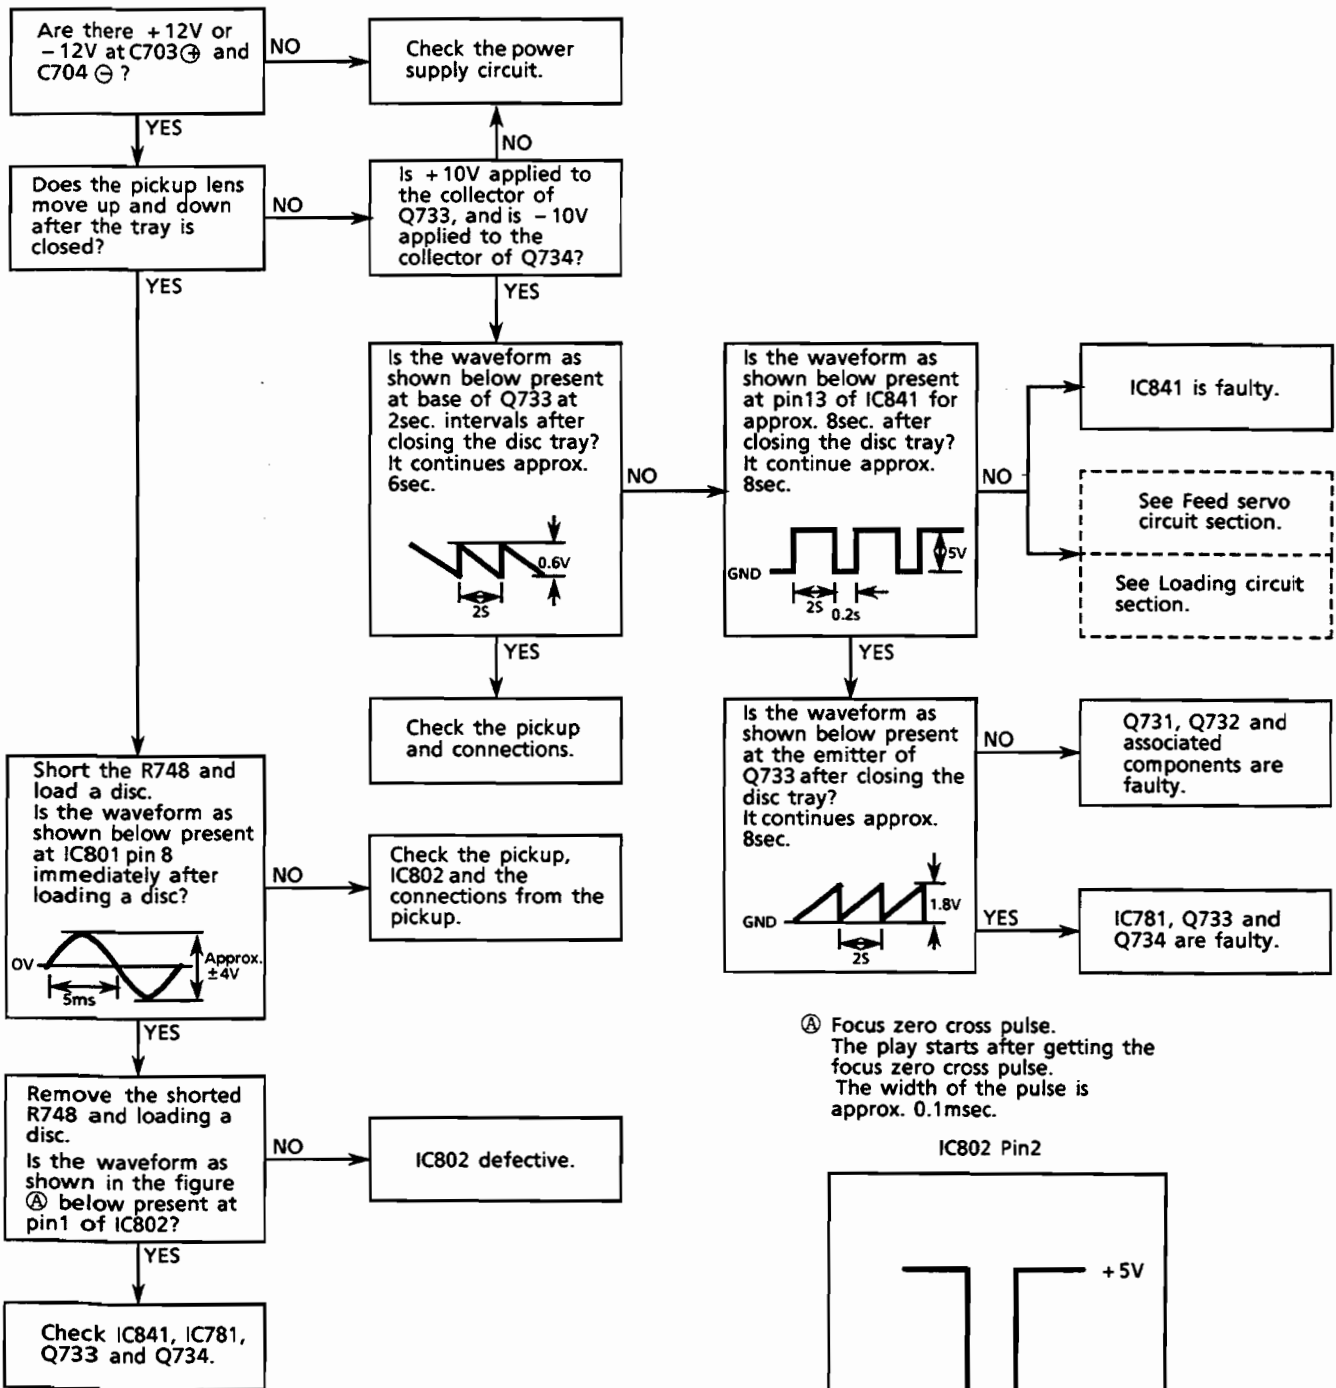 Are there +12V or
-12V at C703⊕ and
C704 ⊖ ?
NO
Check the power
supply circuit.
YES
NO
Does the pickup lens
move up and down
after the tray is
closed?
NO
Is +10V applied to
the collector of
Q733, and is -10V
applied to the
collector of Q734?
YES
YES
Is the waveform as
shown below present
at base of Q733 at
2sec. intervals after
closing the disc tray?
It continues approx.
6sec.
0.6V
2S
NO
Is the waveform as
shown below present
at pin13 of IC841 for
approx. 8sec. after
closing the disc tray?
It continue approx.
8sec.
GND
5V
2S
0.2s
NO
IC841 is faulty.
See Feed servo
circuit section.
See Loading circuit
section.
YES
YES
Check the pickup
and connections.
Is the waveform as
shown below present
at the emitter of
Q733 after closing the
disc tray?
It continues approx.
8sec.
GND
1.8V
2S
NO
Q731, Q732 and
associated
components are
faulty.
YES
IC781, Q733 and
Q734 are faulty.
Short the R748 and
load a disc.
Is the waveform as
shown below present
at IC801 pin 8
immediately after
loading a disc?
0V
Approx.
±4V
5ms
NO
Check the pickup,
IC802 and the
connections from the
pickup.
YES
Remove the shorted
R748 and loading a
disc.
Is the waveform as
shown in the figure
Ⓐ below present at
pin1 of IC802?
NO
IC802 defective.
YES
Check IC841, IC781,
Q733 and Q734.
Ⓐ Focus zero cross pulse.
The play starts after getting the
focus zero cross pulse.
The width of the pulse is
approx. 0.1msec.
IC802 Pin2
+5V